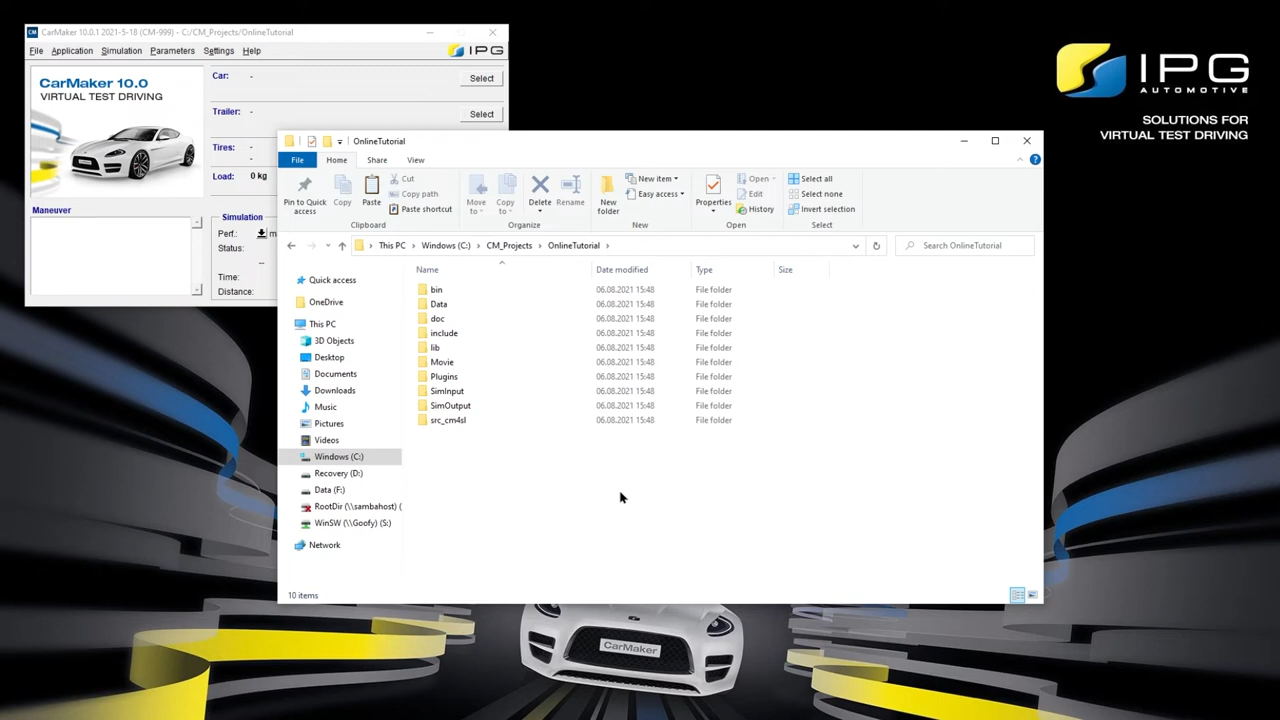 CarMaker 10.0.1 2021-5-18 (CM-999) - C:/CM_Projects/OnlineTutorial
File Application Simulation Parameters Settings Help
IPG
CarMaker 10.0
VIRTUAL TEST DRIVING
Car: -
Select
Trailer: -
Select
Tires: -
-
Load: 0 kg
Maneuver
Simulation
Perf.:
Status:
--
Time:
Distance:
IPG
AUTOMOTIVE
SOLUTIONS FOR
VIRTUAL TEST DRIVING
OnlineTutorial
File Home Share View
Pin to Quick access
Copy
Paste
Cut
Copy path
Paste shortcut
Clipboard
Move to
Copy to
Delete
Rename
Organize
New folder
New item
Easy access
New
Properties
Open
Edit
History
Open
Select all
Select none
Invert selection
Select
This PC > Windows (C:) > CM_Projects > OnlineTutorial >
Search OnlineTutorial
Quick access
OneDrive
This PC
3D Objects
Desktop
Documents
Downloads
Music
Pictures
Videos
Windows (C:)
Recovery (D:)
Data (F:)
RootDir (\\sambahost) (
WinSW (\\Goofy) (S:)
Network
Name Date modified Type Size
bin 06.08.2021 15:48 File folder
Data 06.08.2021 15:48 File folder
doc 06.08.2021 15:48 File folder
include 06.08.2021 15:48 File folder
lib 06.08.2021 15:48 File folder
Movie 06.08.2021 15:48 File folder
Plugins 06.08.2021 15:48 File folder
SimInput 06.08.2021 15:48 File folder
SimOutput 06.08.2021 15:48 File folder
src_cm4sl 06.08.2021 15:48 File folder
10 items
CarMaker